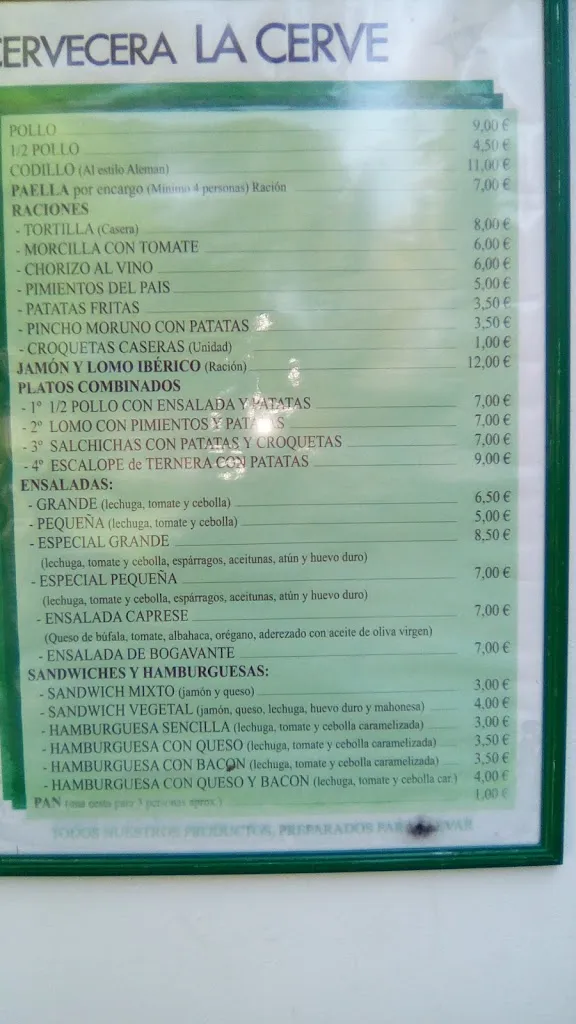 CERVECERA LA CERVE
POLLO 9,00 €
1/2 POLLO 4,50 €
CODILLO (Al estilo Aleman) 11,00 €
PAELLA por encargo (Minimo 4 personas) Ración 7,00 €
RACIONES
- TORTILLA (Casera) 8,00 €
- MORCILLA CON TOMATE 6,00 €
- CHORIZO AL VINO 6,00 €
- PIMIENTOS DEL PAIS 5,00 €
- PATATAS FRITAS 3,50 €
- PINCHO MORUNO CON PATATAS 3,50 €
- CROQUETAS CASERAS (Unidad) 1,00 €
JAMÓN Y LOMO IBÉRICO (Ración) 12,00 €
PLATOS COMBINADOS
- 1º 1/2 POLLO CON ENSALADA Y PATATAS 7,00 €
- 2º LOMO CON PIMIENTOS Y PATATAS 7,00 €
- 3º SALCHICHAS CON PATATAS Y CROQUETAS 7,00 €
- 4º ESCALOPE de TERNERA CON PATATAS 9,00 €
ENSALADAS:
- GRANDE (lechuga, tomate y cebolla) 6,50 €
- PEQUEÑA (lechuga, tomate y cebolla) 5,00 €
- ESPECIAL GRANDE 8,50 €
(lechuga, tomate y cebolla, espárragos, aceitunas, atún y huevo duro)
- ESPECIAL PEQUEÑA 7,00 €
(lechuga, tomate y cebolla, espárragos, aceitunas, atún y huevo duro)
- ENSALADA CAPRESE 7,00 €
(Queso de búfala, tomate, albahaca, orégano, aderezado con aceite de oliva virgen)
- ENSALADA DE BOGAVANTE 7,00 €
SANDWICHES Y HAMBURGUESAS:
- SANDWICH MIXTO (jamón y queso) 3,00 €
- SANDWICH VEGETAL (jamón, queso, lechuga, huevo duro y mahonesa) 4,00 €
- HAMBURGUESA SENCILLA (lechuga, tomate y cebolla caramelizada) 3,00 €
- HAMBURGUESA CON QUESO (lechuga, tomate y cebolla caramelizada) 3,50 €
- HAMBURGUESA CON BACON (lechuga, tomate y cebolla caramelizada) 3,50 €
- HAMBURGUESA CON QUESO Y BACON (lechuga, tomate y cebolla car.) 4,00 €
PAN (una cesta para 3 personas aprox.) 1,00 €
TODOS NUESTROS PRODUCTOS, PREPARADOS PARA LLEVAR